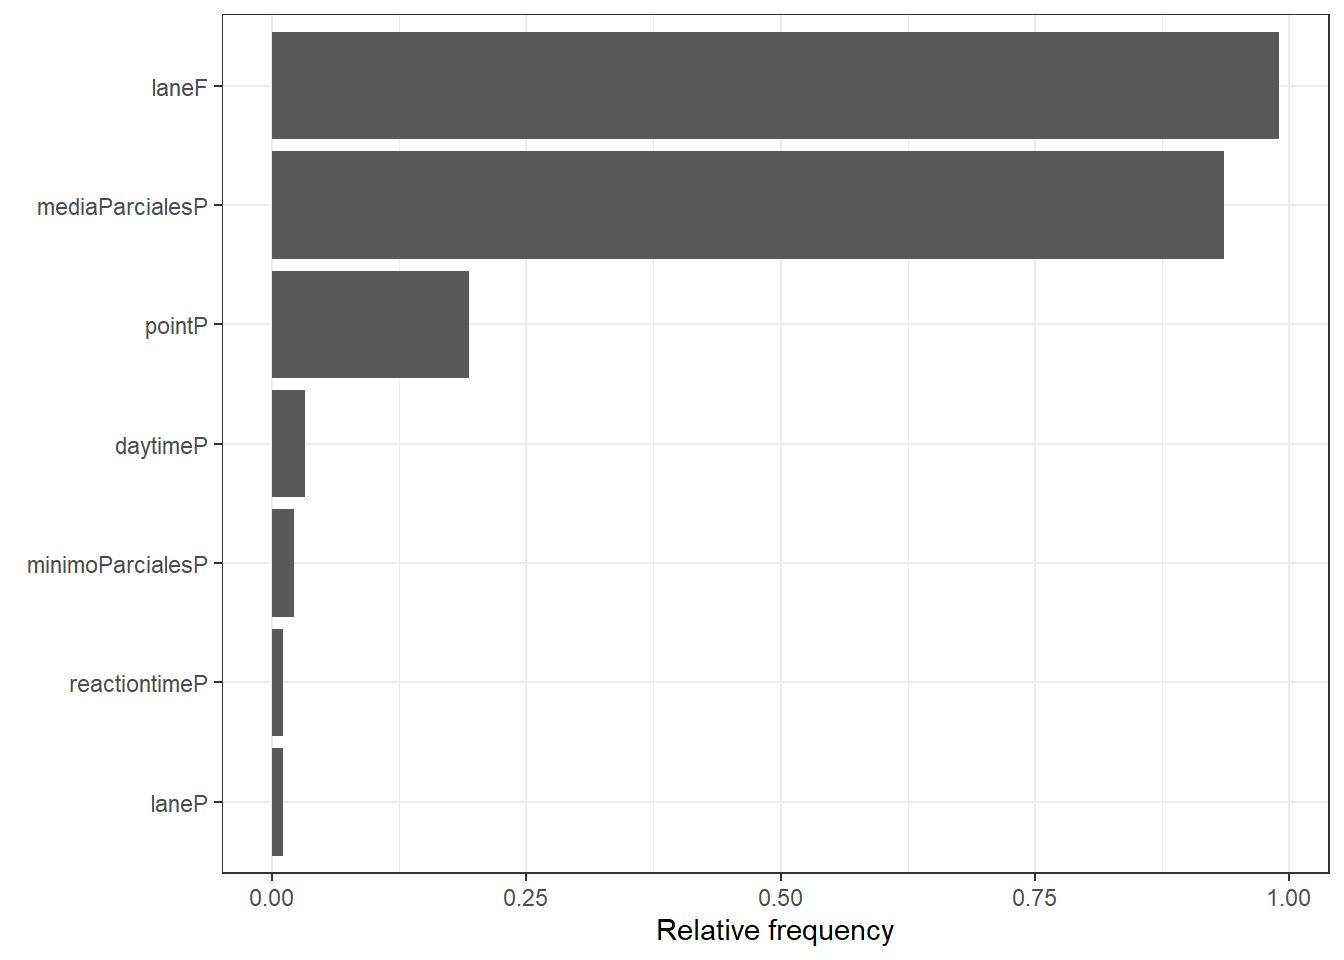 laneF
mediaParcialesP
pointP
daytimeP
minimoParcialesP
reactiontimeP
laneP
0.00 0.25 0.50 0.75 1.00
Relative frequency